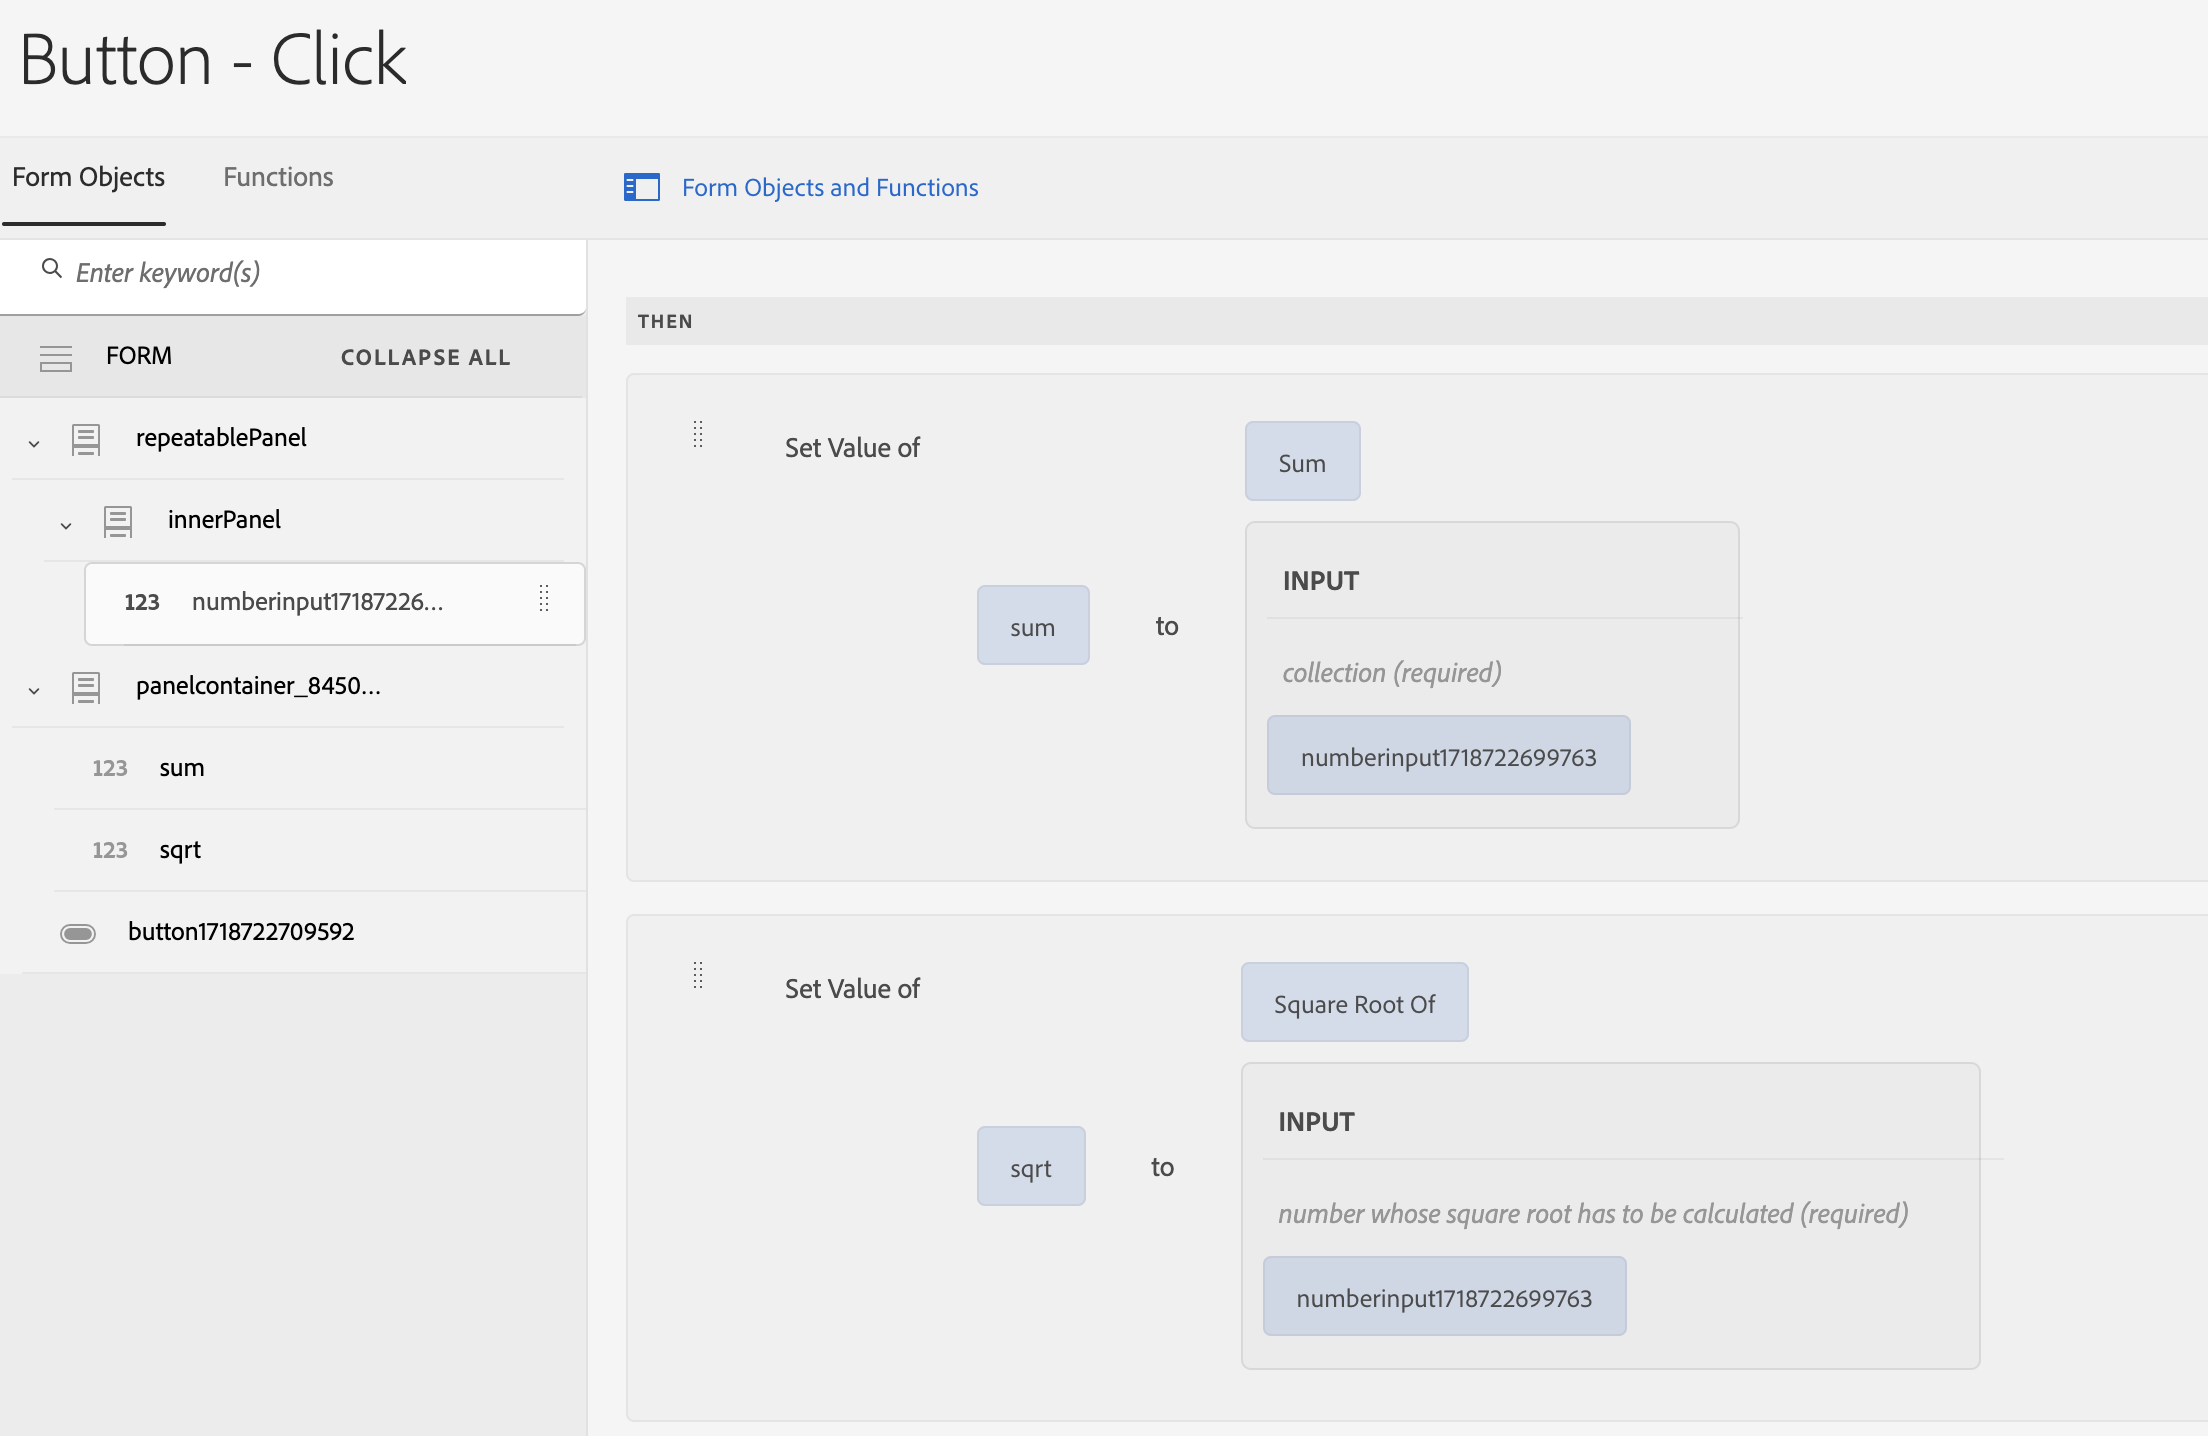 Button - Click
Form Objects
Functions
Form Objects and Functions
Enter keyword(s)
FORM
COLLAPSE ALL
repeatablePanel
innerPanel
123 numberinput17187226...
panelcontainer_8450...
123 sum
123 sqrt
button1718722709592
THEN
Set Value of
Sum
sum
to
INPUT
collection (required)
numberinput1718722699763
Set Value of
Square Root Of
sqrt
to
INPUT
number whose square root has to be calculated (required)
numberinput1718722699763